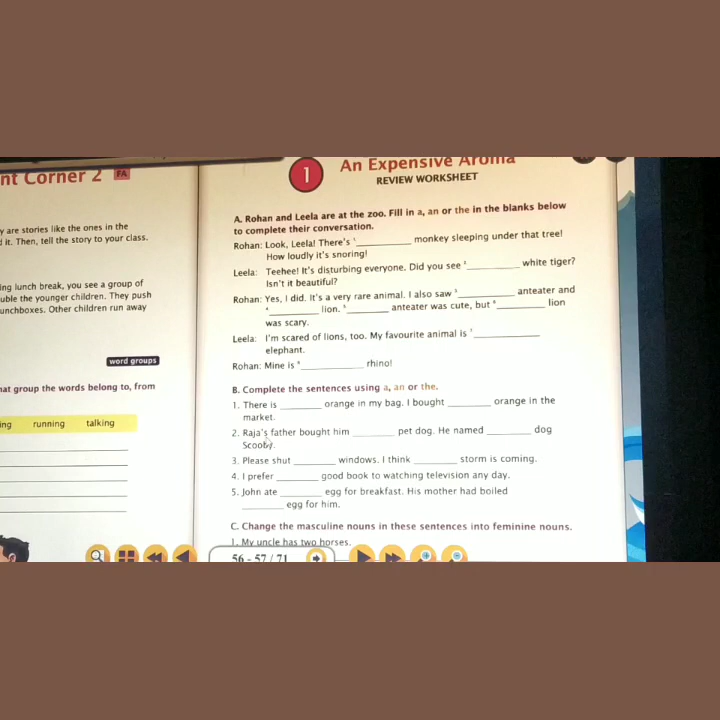 nt Corner 2 FA
y are stories like the ones in the
d it. Then, tell the story to your class.
ing lunch break, you see a group of
uble the younger children. They push
unchboxes. Other children run away
word groups
hat group the words belong to, from
ing running talking
1 An Expensive Aroma
REVIEW WORKSHEET
A. Rohan and Leela are at the zoo. Fill in a, an or the in the blanks below
to complete their conversation.
Rohan: Look, Leela! There's 1__________ monkey sleeping under that tree!
How loudly it's snoring!
Leela: Teehee! It's disturbing everyone. Did you see 2__________ white tiger?
Isn't it beautiful?
Rohan: Yes, I did. It's a very rare animal. I also saw 3__________ anteater and
4__________ lion. 5________ anteater was cute, but 6_________ lion
was scary.
Leela: I'm scared of lions, too. My favourite animal is 7____________
elephant.
Rohan: Mine is 8____________ rhino!
B. Complete the sentences using a, an or the.
1. There is ________ orange in my bag. I bought ________ orange in the
market.
2. Raja's father bought him ________ pet dog. He named ________ dog
Scooby.
3. Please shut ________ windows. I think ________ storm is coming.
4. I prefer ________ good book to watching television any day.
5. John ate ________ egg for breakfast. His mother had boiled
________ egg for him.
C. Change the masculine nouns in these sentences into feminine nouns.
1. My uncle has two horses.
56 - 57 / 71